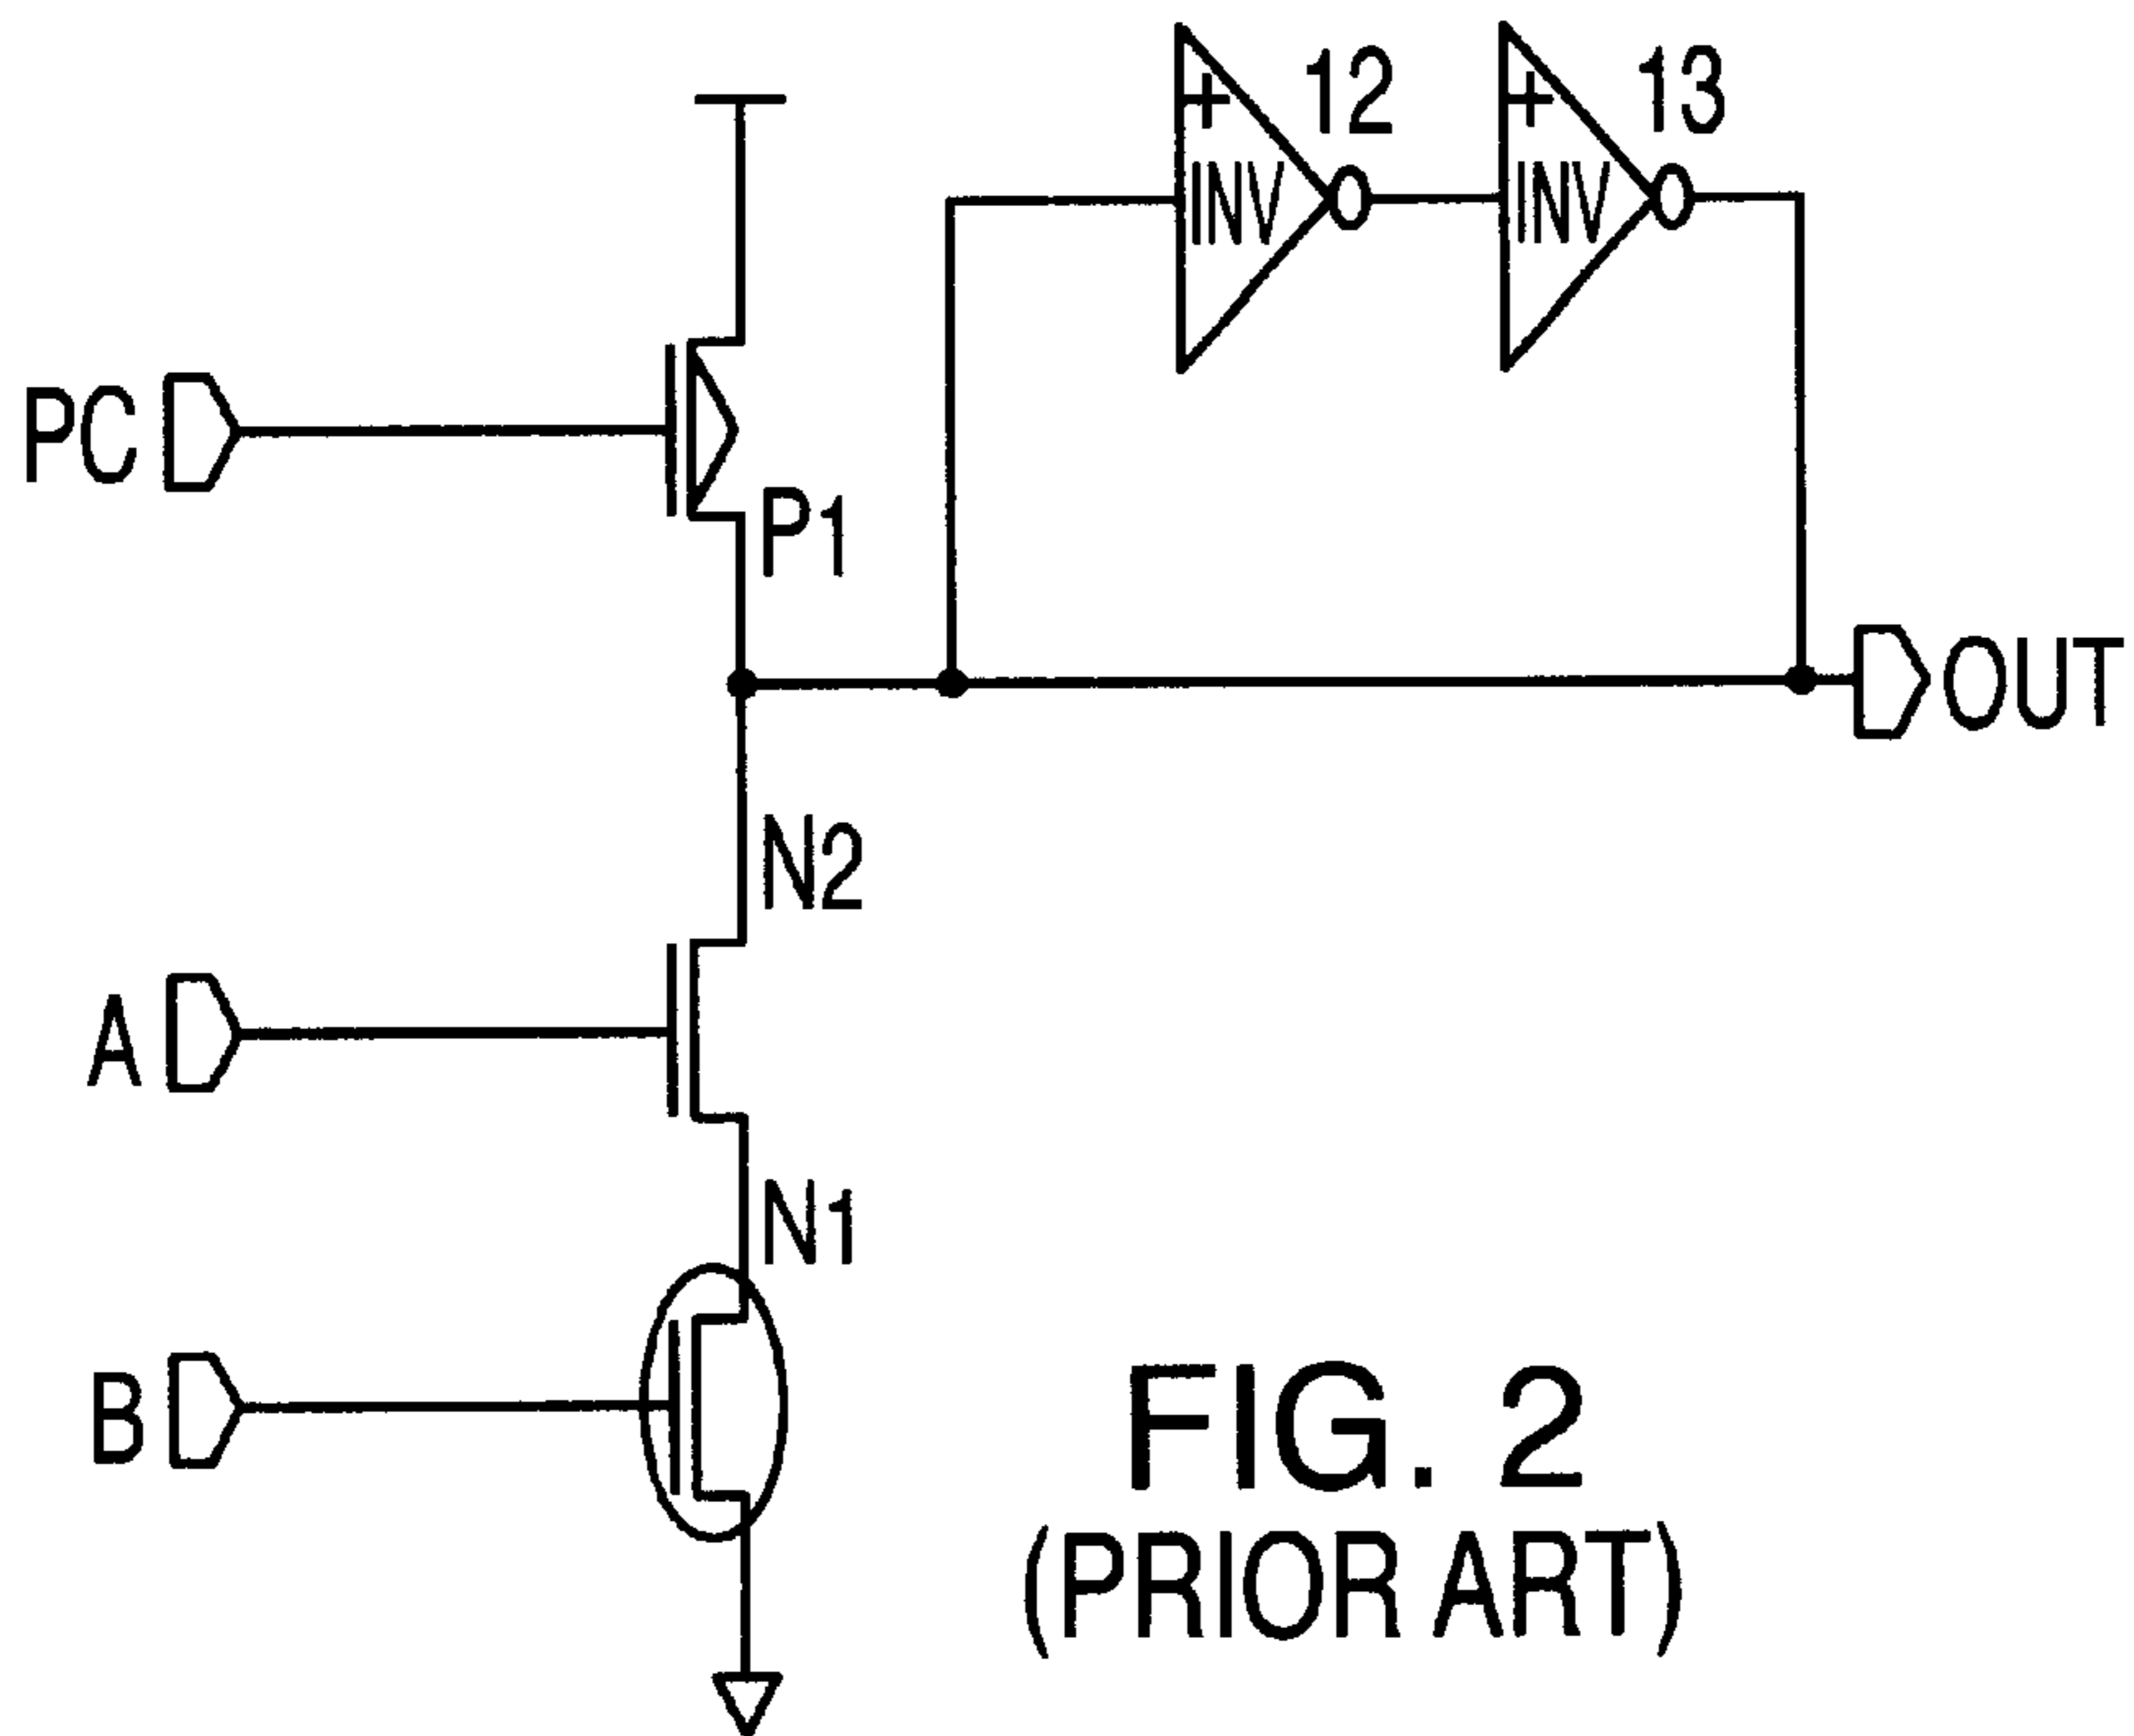 12
13
+
+
INV
INV
PC
P1
OUT
N2
A
N1
B
FIG. 2
(PRIOR ART)